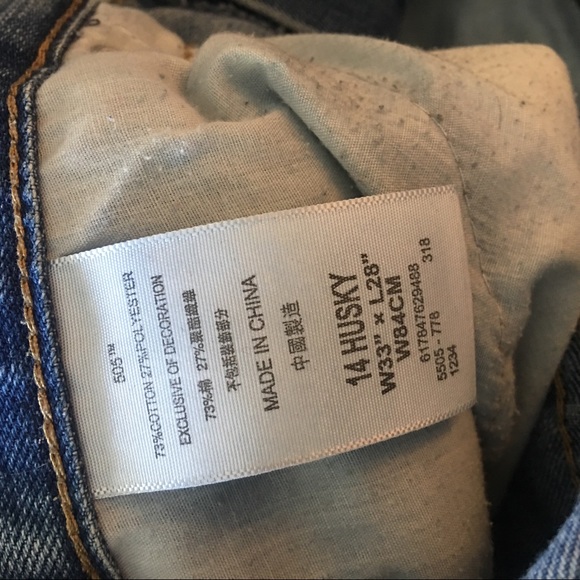 505™
73%COTTON 27%POLYESTER
EXCLUSIVE OF DECORATION
73%棉 27%聚酯纖維
不包括裝飾部分
MADE IN CHINA
中國製造
14 HUSKY
W33" × L28"
W84CM
617847629488 318
5505 - 778
1234